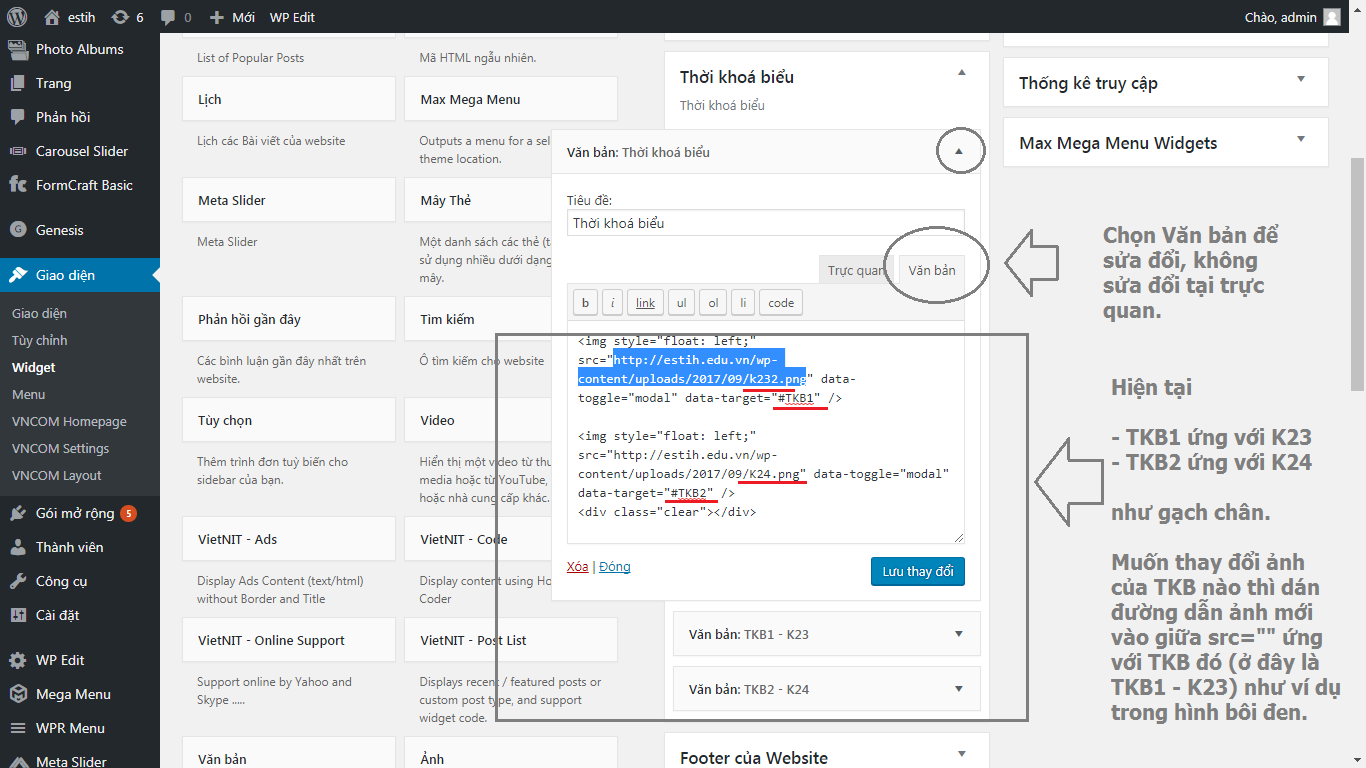 estih
6
0
Mới
WP Edit
Chào, admin
Photo Albums
Trang
Phản hồi
Carousel Slider
FormCraft Basic
Genesis
Giao diện
Giao diện
Tùy chỉnh
Widget
Menu
VNCOM Homepage
VNCOM Settings
VNCOM Layout
Gói mở rộng 5
Thành viên
Công cụ
Cài đặt
WP Edit
Mega Menu
WPR Menu
Meta Slider
List of Popular Posts
Lịch
Lịch các Bài viết của website
Meta Slider
Meta Slider
Phản hồi gần đây
Các bình luận gần đây nhất trên
website.
Tùy chọn
Thêm trình đơn tuỳ biến cho
sidebar của bạn.
VietNIT - Ads
Display Ads Content (text/html)
without Border and Title
VietNIT - Online Support
Support online by Yahoo and
Skype .....
Văn bản
Mã HTML ngẫu nhiên.
Max Mega Menu
Outputs a menu for a sel
theme location.
Mây Thẻ
Một danh sách các thẻ (ta
sử dụng nhiều dưới dạng
mây.
Tìm kiếm
Ô tìm kiếm cho website
Video
Hiển thị một video từ thư
media hoặc từ YouTube,
hoặc nhà cung cấp khác.
VietNIT - Code
Display content using Ho
Coder
VietNIT - Post List
Displays recent / featured posts or
custom post type, and support
widget code.
Ảnh
Thời khoá biểu
Thời khoá biểu
Văn bản: Thời khoá biểu
Tiêu đề:
Thời khoá biểu
Trực quan
Văn bản
b
i
link
ul
ol
li
code
<img style="float: left;"
src="http://estih.edu.vn/wp-
content/uploads/2017/09/k232.png" data-
toggle="modal" data-target="#TKB1" />
<img style="float: left;"
src="http://estih.edu.vn/wp-
content/uploads/2017/09/K24.png" data-toggle="modal"
data-target="#TKB2" />
<div class="clear"></div>
Xóa | Đóng
Lưu thay đổi
Văn bản: TKB1 - K23
Văn bản: TKB2 - K24
Footer của Website
Thống kê truy cập
Max Mega Menu Widgets
Chọn Văn bản để
sửa đổi, không
sửa đổi tại trực
quan.
Hiện tại
- TKB1 ứng với K23
- TKB2 ứng với K24
như gạch chân.
Muốn thay đổi ảnh
của TKB nào thì dán
đường dẫn ảnh mới
vào giữa src="" ứng
với TKB đó (ở đây là
TKB1 - K23) như ví dụ
trong hình bôi đen.